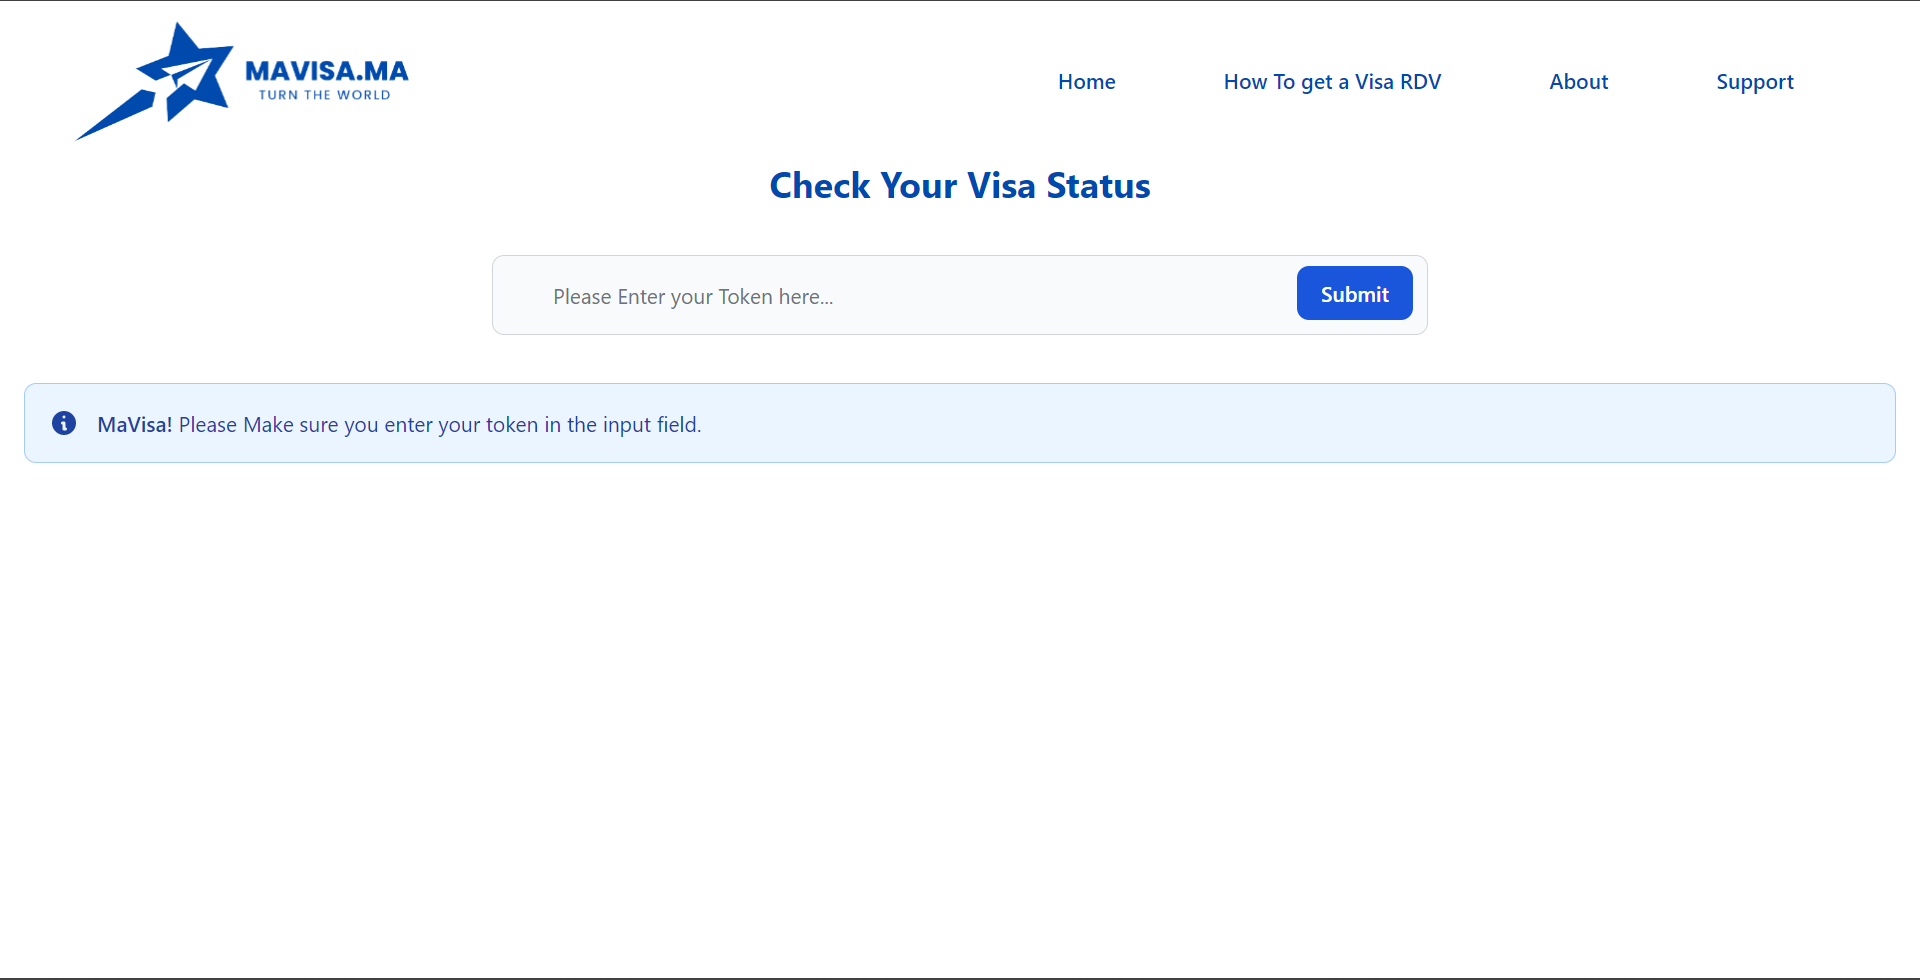 MAVISA.MA
TURN THE WORLD
Home
How To get a Visa RDV
About
Support
Check Your Visa Status
Please Enter your Token here...
Submit
MaVisa! Please Make sure you enter your token in the input field.